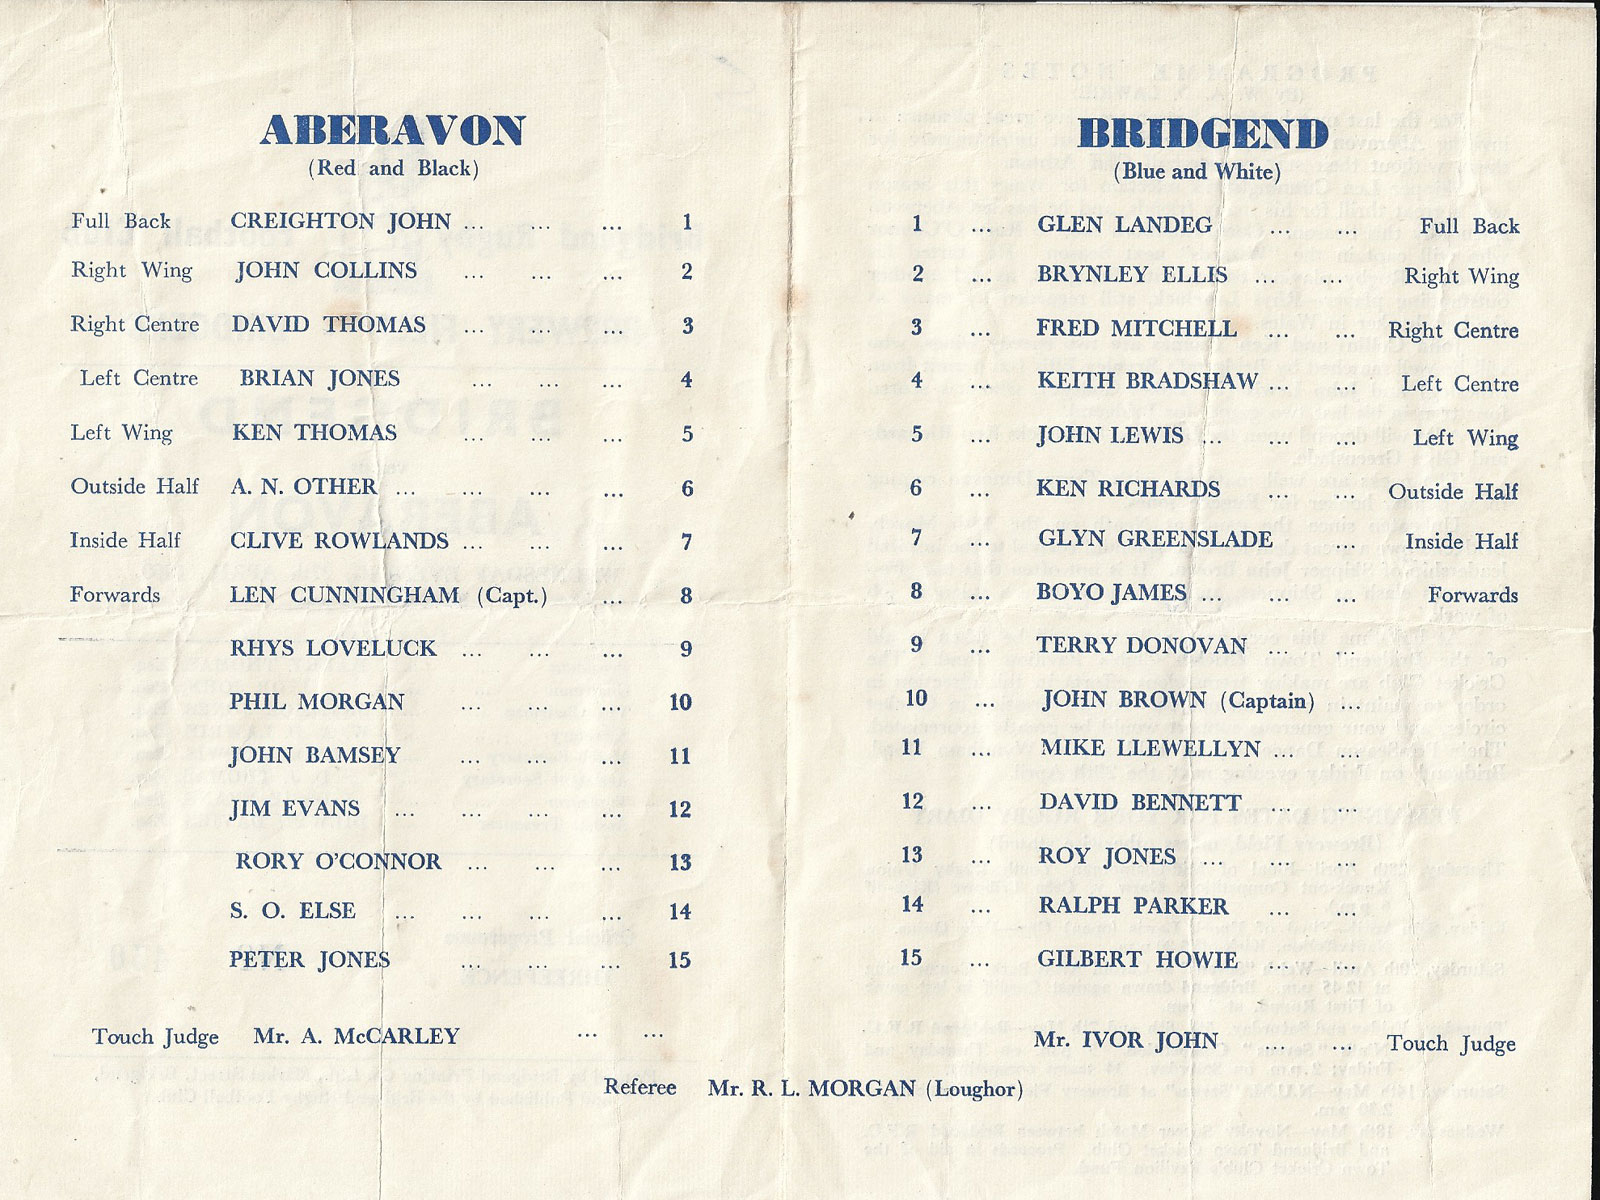 ABERAVON
(Red and Black)
Full Back CREIGHTON JOHN ... ... ... 1
Right Wing JOHN COLLINS ... ... ... 2
Right Centre DAVID THOMAS ... ... ... 3
Left Centre BRIAN JONES ... ... ... 4
Left Wing KEN THOMAS ... ... ... 5
Outside Half A. N. OTHER ... ... ... ... 6
Inside Half CLIVE ROWLANDS ... ... ... 7
Forwards LEN CUNNINGHAM (Capt.) ... 8
RHYS LOVELUCK ... ... ... 9
PHIL MORGAN ... ... ... 10
JOHN BAMSEY ... ... ... 11
JIM EVANS ... ... ... ... 12
RORY O'CONNOR ... ... ... 13
S. O. ELSE ... ... ... ... 14
PETER JONES ... ... ... 15
Touch Judge Mr. A. McCARLEY ... ...
BRIDGEND
(Blue and White)
1 ... GLEN LANDEG ... ... Full Back
2 ... BRYNLEY ELLIS ... ... Right Wing
3 ... FRED MITCHELL ... ... Right Centre
4 ... KEITH BRADSHAW ... ... Left Centre
5 ... JOHN LEWIS ... ... ... Left Wing
6 ... KEN RICHARDS ... ... Outside Half
7 ... GLYN GREENSLADE ... Inside Half
8 ... BOYO JAMES ... ... ... Forwards
9 ... TERRY DONOVAN ... ...
10 ... JOHN BROWN (Captain) ...
11 ... MIKE LLEWELLYN ... ...
12 ... DAVID BENNETT ... ...
13 ... ROY JONES ... ... ...
14 ... RALPH PARKER ... ...
15 ... GILBERT HOWIE ... ...
Mr. IVOR JOHN ... ... Touch Judge
Referee Mr. R. L. MORGAN (Loughor)